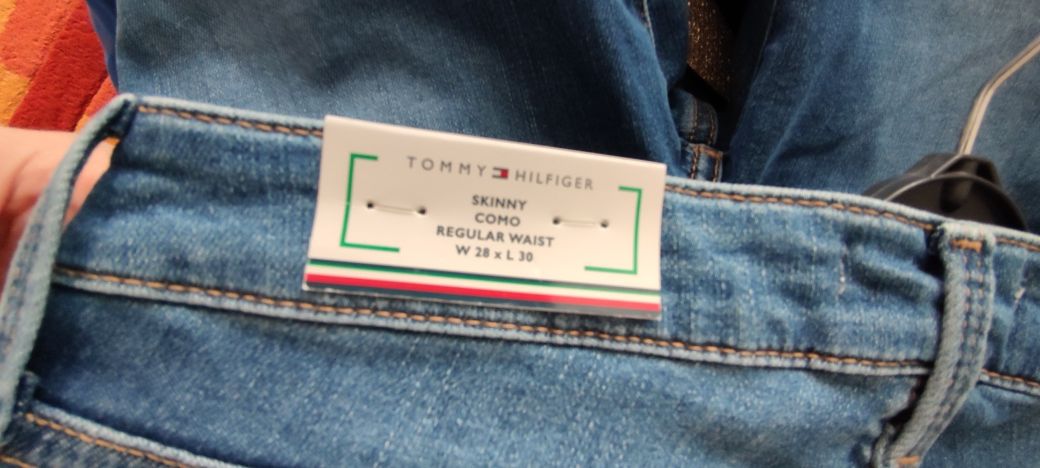 TOMMY HILFIGER
SKINNY
COMO
REGULAR WAIST
W 28 x L 30